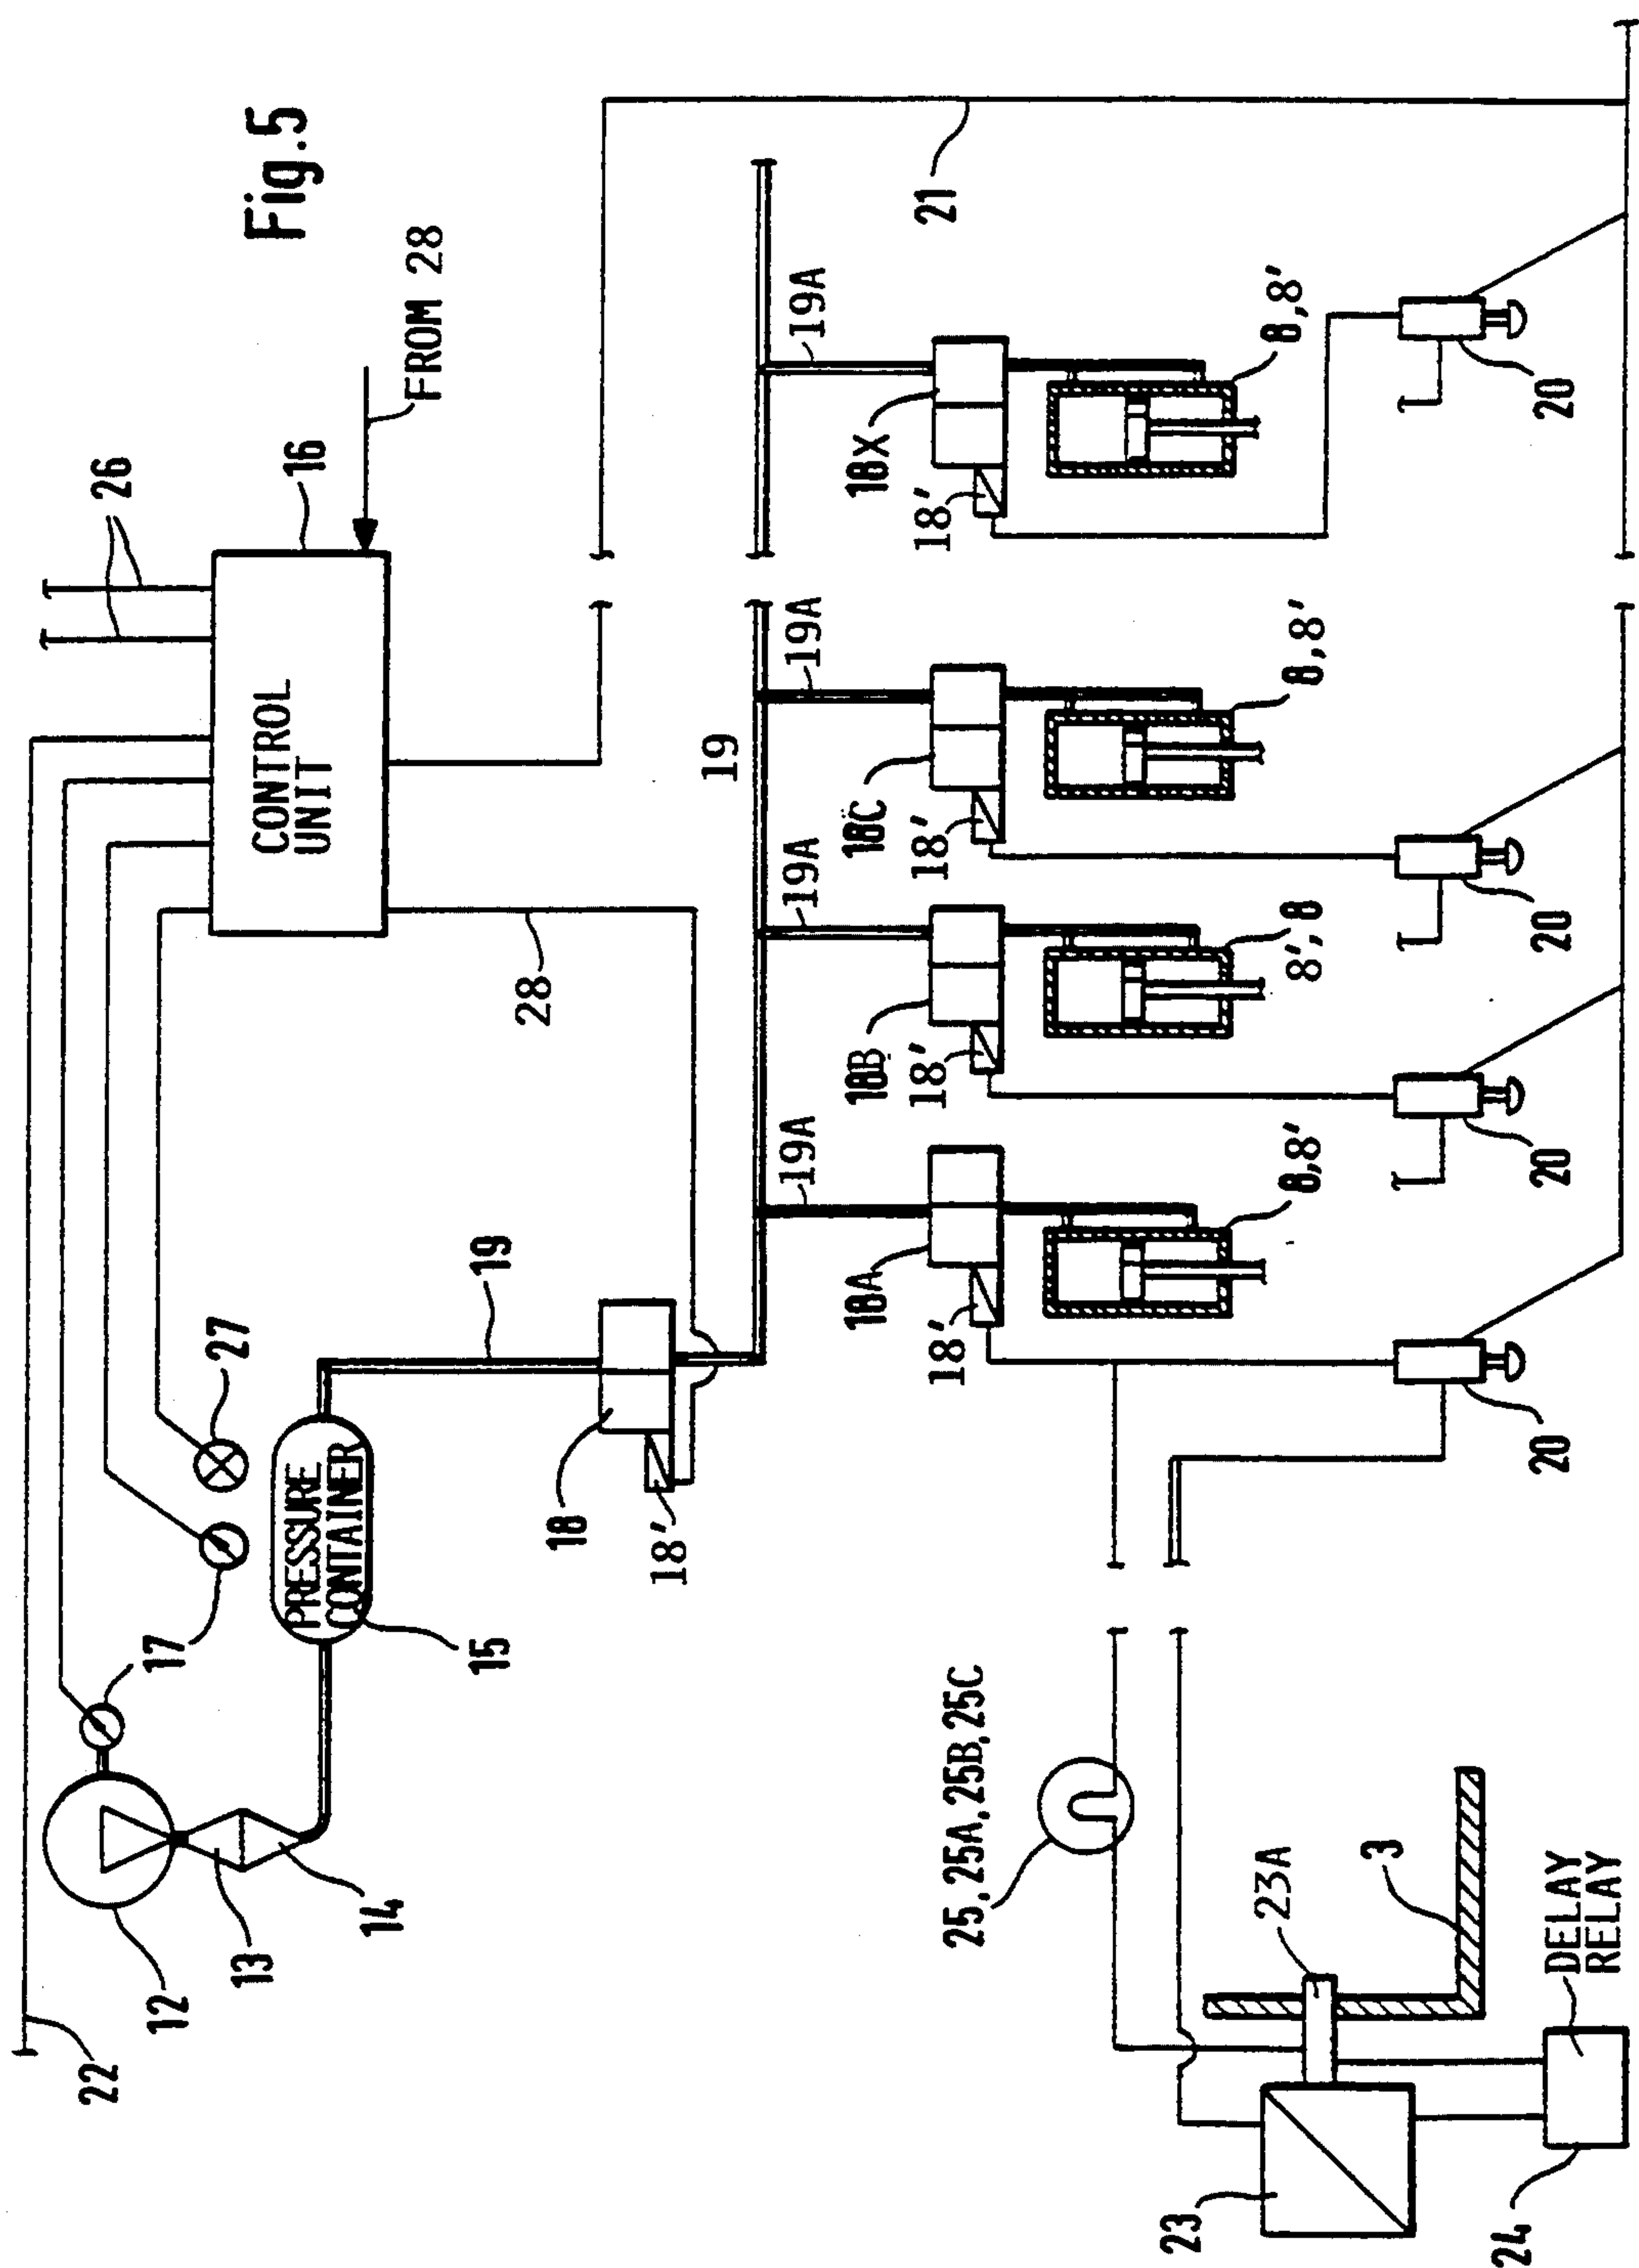 Fig.5
22
12
13
14
17
27
PRESSURE
CONTAINER
15
26
16
CONTROL
UNIT
FROM 28
28
18
18'
19
19
19A
19A
19A
19A
21
18A
18'
18B
18'
18C
18'
18X
18'
8,8'
8',8
8,8'
8,8'
20
20
20
20
25,25A,25B,25C
23A
3
23
24
DELAY
RELAY